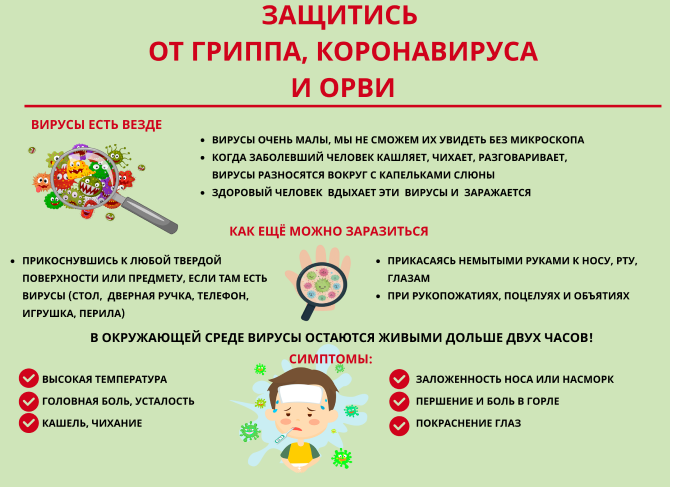 ЗАЩИТИСЬ
ОТ ГРИППА, КОРОНАВИРУСА
И ОРВИ
ВИРУСЫ ЕСТЬ ВЕЗДЕ
• ВИРУСЫ ОЧЕНЬ МАЛЫ, МЫ НЕ СМОЖЕМ ИХ УВИДЕТЬ БЕЗ МИКРОСКОПА
• КОГДА ЗАБОЛЕВШИЙ ЧЕЛОВЕК КАШЛЯЕТ, ЧИХАЕТ, РАЗГОВАРИВАЕТ,
ВИРУСЫ РАЗНОСЯТСЯ ВОКРУГ С КАПЕЛЬКАМИ СЛЮНЫ
• ЗДОРОВЫЙ ЧЕЛОВЕК ВДЫХАЕТ ЭТИ ВИРУСЫ И ЗАРАЖАЕТСЯ
КАК ЕЩЁ МОЖНО ЗАРАЗИТЬСЯ
• ПРИКОСНУВШИСЬ К ЛЮБОЙ ТВЕРДОЙ
ПОВЕРХНОСТИ ИЛИ ПРЕДМЕТУ, ЕСЛИ ТАМ ЕСТЬ
ВИРУСЫ (СТОЛ, ДВЕРНАЯ РУЧКА, ТЕЛЕФОН,
ИГРУШКА, ПЕРИЛА)
• ПРИКАСАЯСЬ НЕМЫТЫМИ РУКАМИ К НОСУ, РТУ,
ГЛАЗАМ
• ПРИ РУКОПОЖАТИЯХ, ПОЦЕЛУЯХ И ОБЪЯТИЯХ
В ОКРУЖАЮЩЕЙ СРЕДЕ ВИРУСЫ ОСТАЮТСЯ ЖИВЫМИ ДОЛЬШЕ ДВУХ ЧАСОВ!
СИМПТОМЫ:
ВЫСОКАЯ ТЕМПЕРАТУРА
ГОЛОВНАЯ БОЛЬ, УСТАЛОСТЬ
КАШЕЛЬ, ЧИХАНИЕ
ЗАЛОЖЕННОСТЬ НОСА ИЛИ НАСМОРК
ПЕРШЕНИЕ И БОЛЬ В ГОРЛЕ
ПОКРАСНЕНИЕ ГЛАЗ